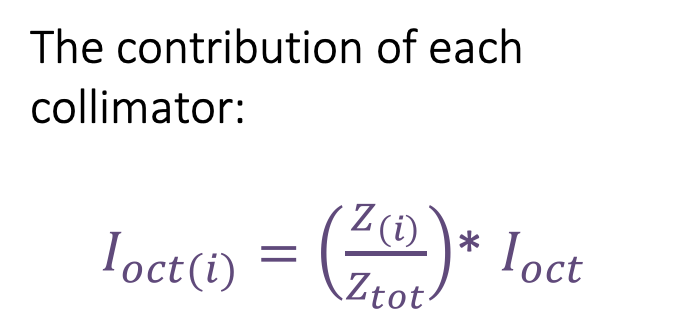 The contribution of each
collimator:
I_oct(i) = (Z_(i)/Z_tot) * I_oct